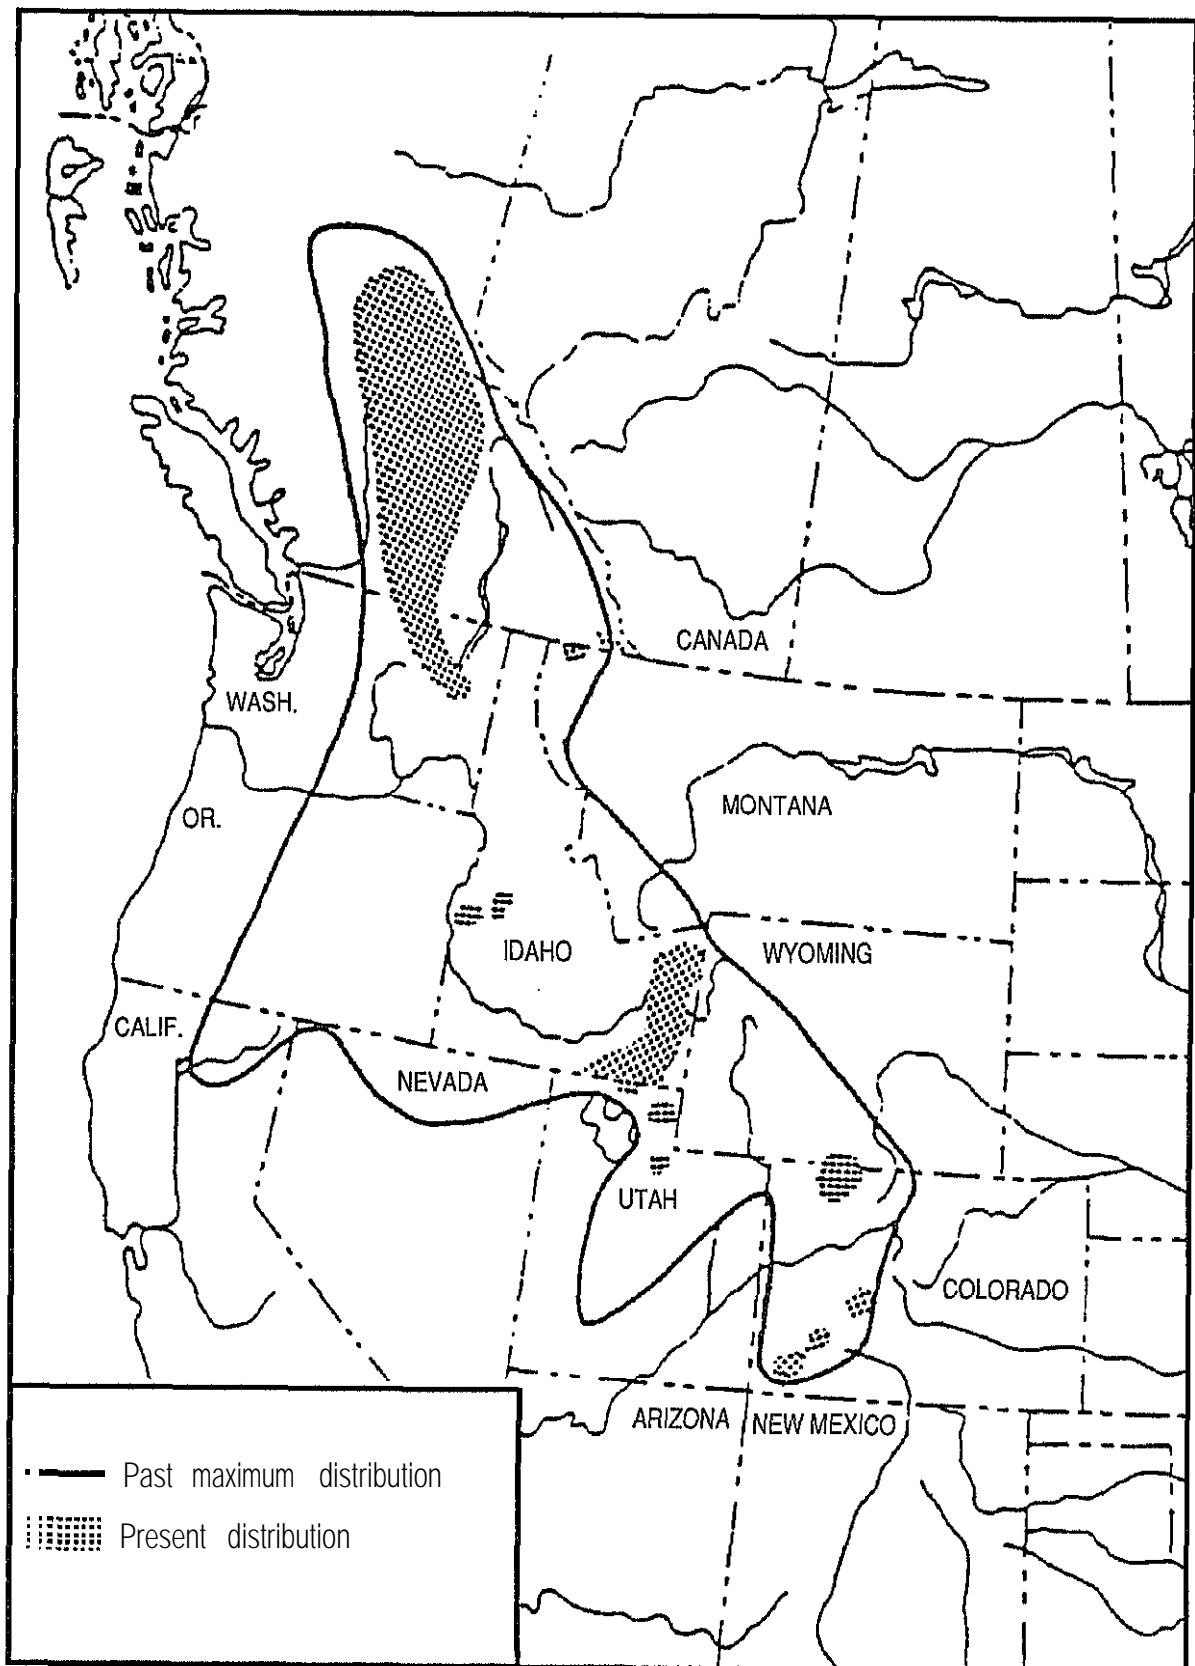 CANADA
WASH.
MONTANA
OR.
IDAHO
WYOMING
CALIF.
NEVADA
UTAH
COLORADO
ARIZONA
NEW MEXICO
Past maximum distribution
Present distribution